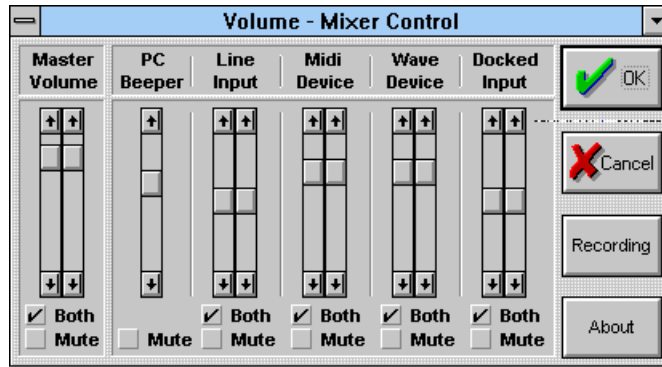 Volume - Mixer Control
Master Volume
PC Beeper
Line Input
Midi Device
Wave Device
Docked Input
OK
Cancel
Recording
About
Both
Mute
Mute
Both
Mute
Both
Mute
Both
Mute
Both
Mute